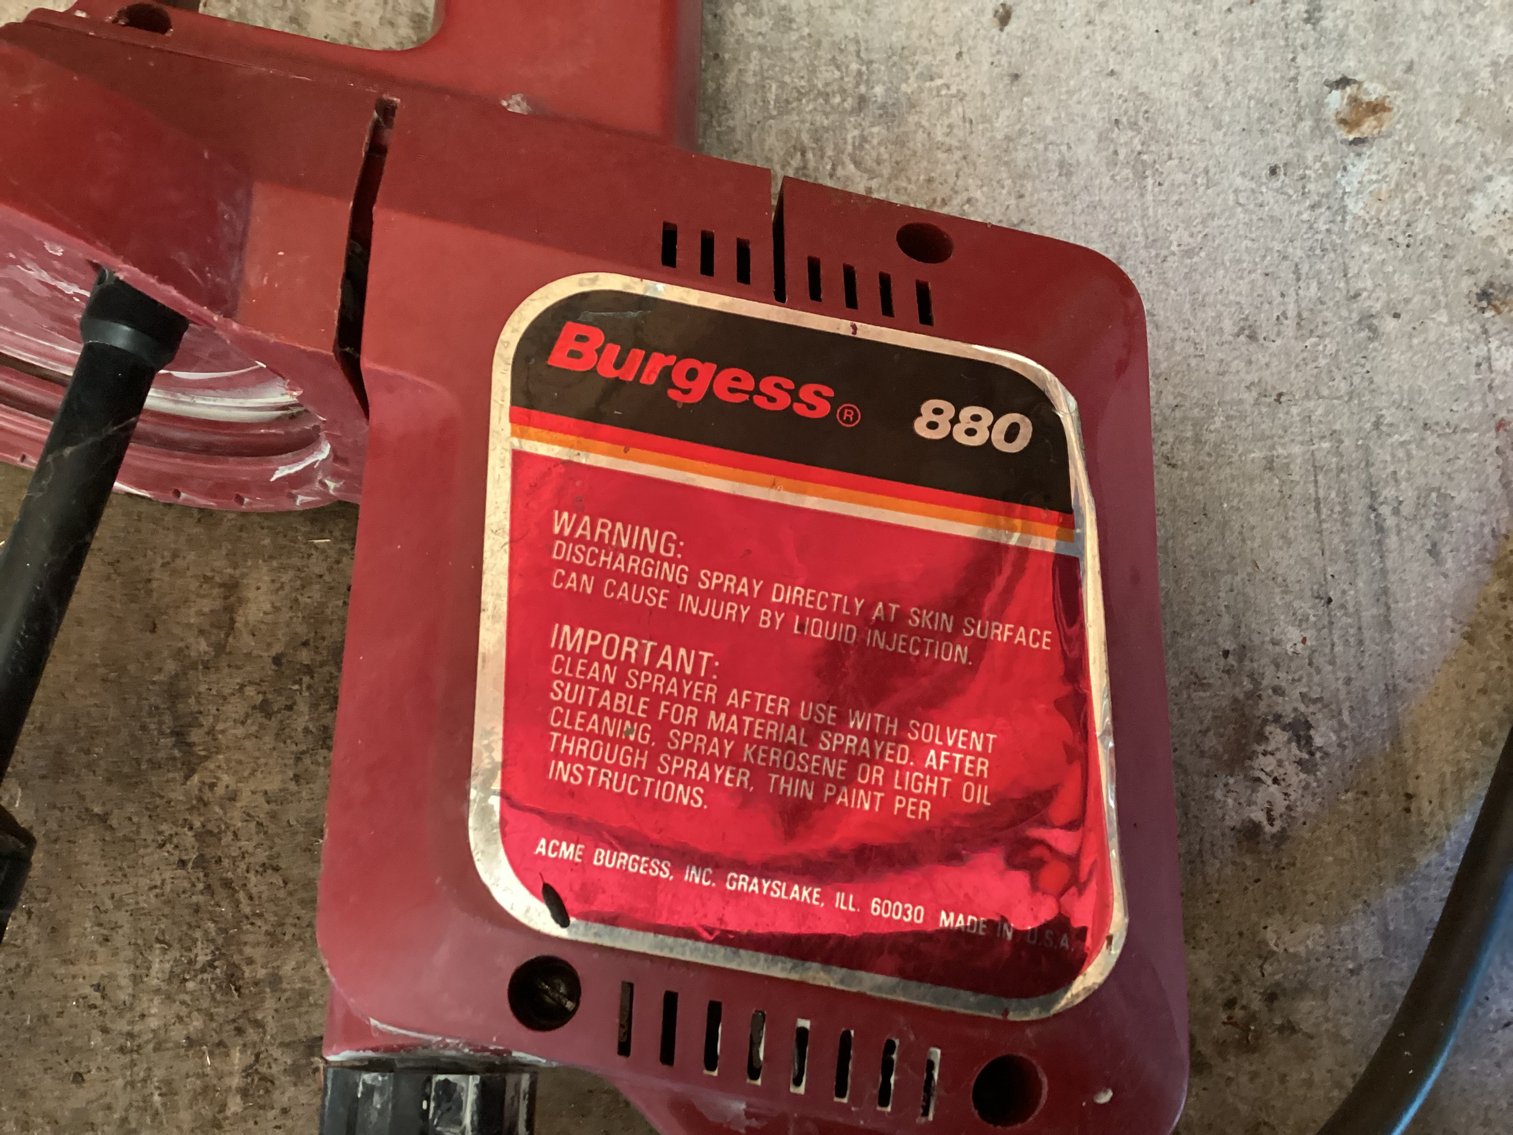 Burgess® 880
WARNING:
DISCHARGING SPRAY DIRECTLY AT SKIN SURFACE
CAN CAUSE INJURY BY LIQUID INJECTION.
IMPORTANT:
CLEAN SPRAYER AFTER USE WITH SOLVENT
SUITABLE FOR MATERIAL SPRAYED. AFTER
CLEANING, SPRAY KEROSENE OR LIGHT OIL
THROUGH SPRAYER, THIN PAINT PER
INSTRUCTIONS.
ACME BURGESS, INC. GRAYSLAKE, ILL. 60030 MADE IN U.S.A.